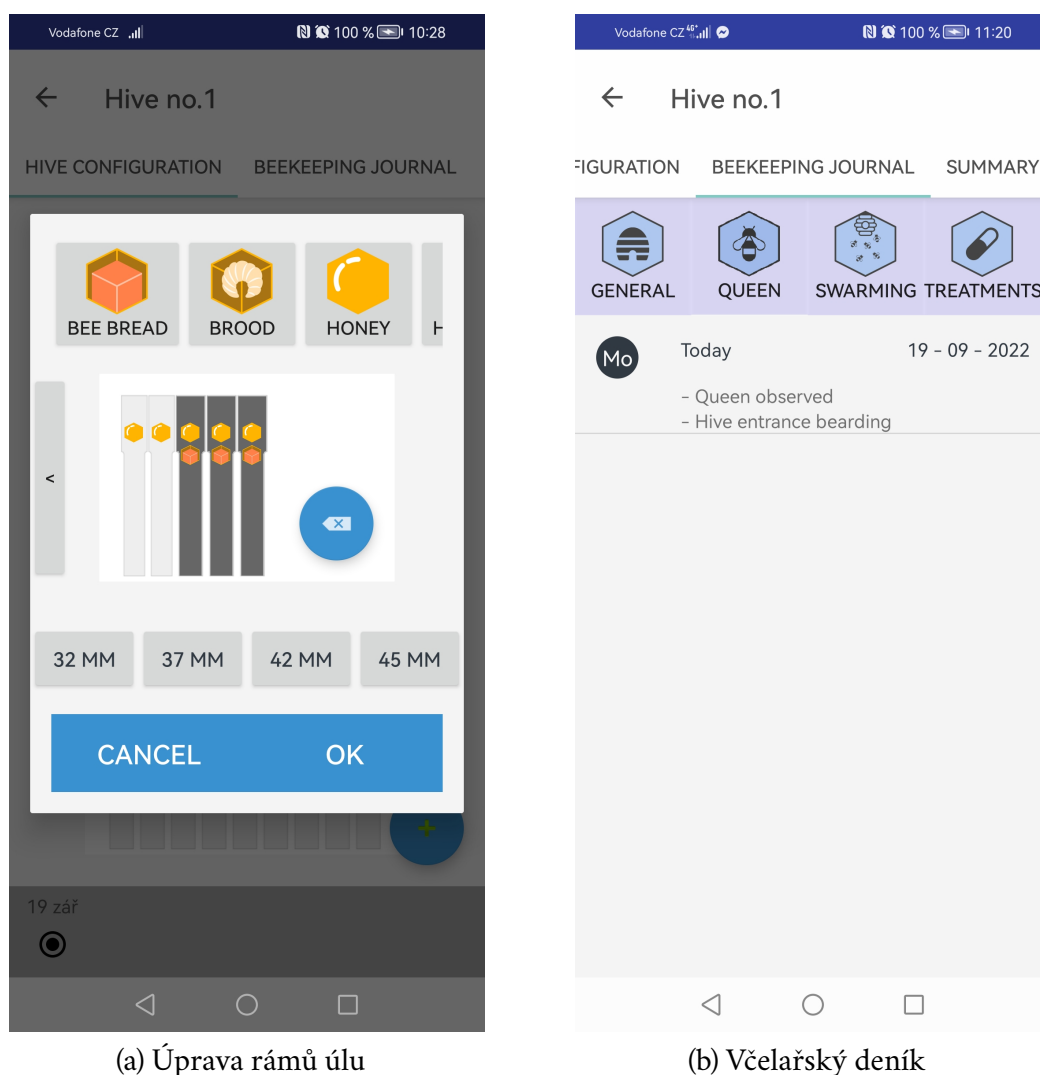 Vodafone CZ 100 % 10:28
Hive no.1
HIVE CONFIGURATION BEEKEEPING JOURNAL
BEE BREAD BROOD HONEY H
<
32 MM 37 MM 42 MM 45 MM
CANCEL OK
+
19 zář
(a) Úprava rámů úlu
Vodafone CZ 4G+ 100 % 11:20
Hive no.1
FIGURATION BEEKEEPING JOURNAL SUMMARY
GENERAL QUEEN SWARMING TREATMENTS
Mo Today 19 - 09 - 2022
- Queen observed
- Hive entrance bearding
(b) Včelařský deník